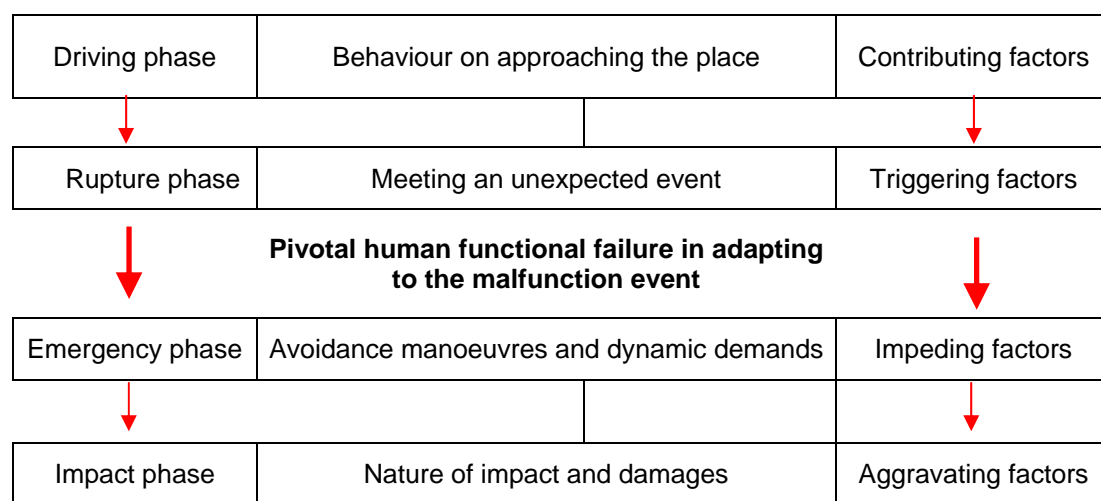 Driving phase Behaviour on approaching the place Contributing factors
Rupture phase Meeting an unexpected event Triggering factors
Pivotal human functional failure in adapting
to the malfunction event
Emergency phase Avoidance manoeuvres and dynamic demands Impeding factors
Impact phase Nature of impact and damages Aggravating factors